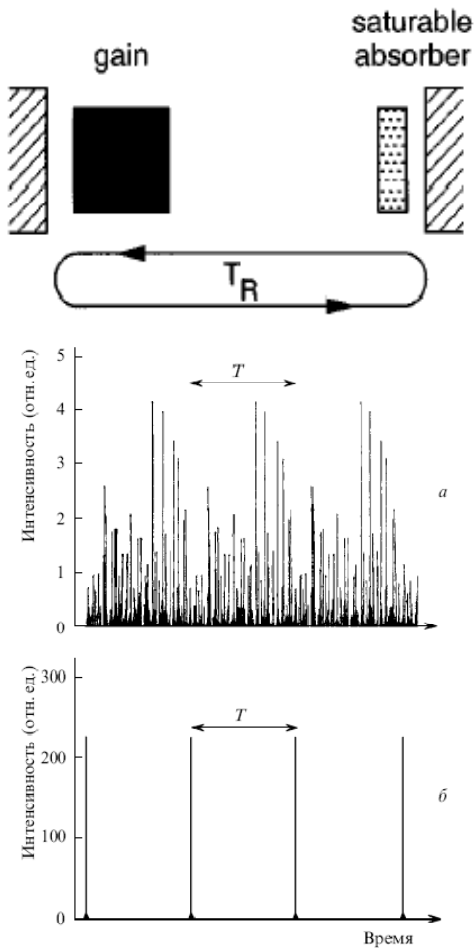 gain
saturable
absorber
T_R
Интенсивность (отн. ед.)
5
4
3
2
1
0
T
а
Интенсивность (отн. ед.)
300
200
100
0
T
б
Время